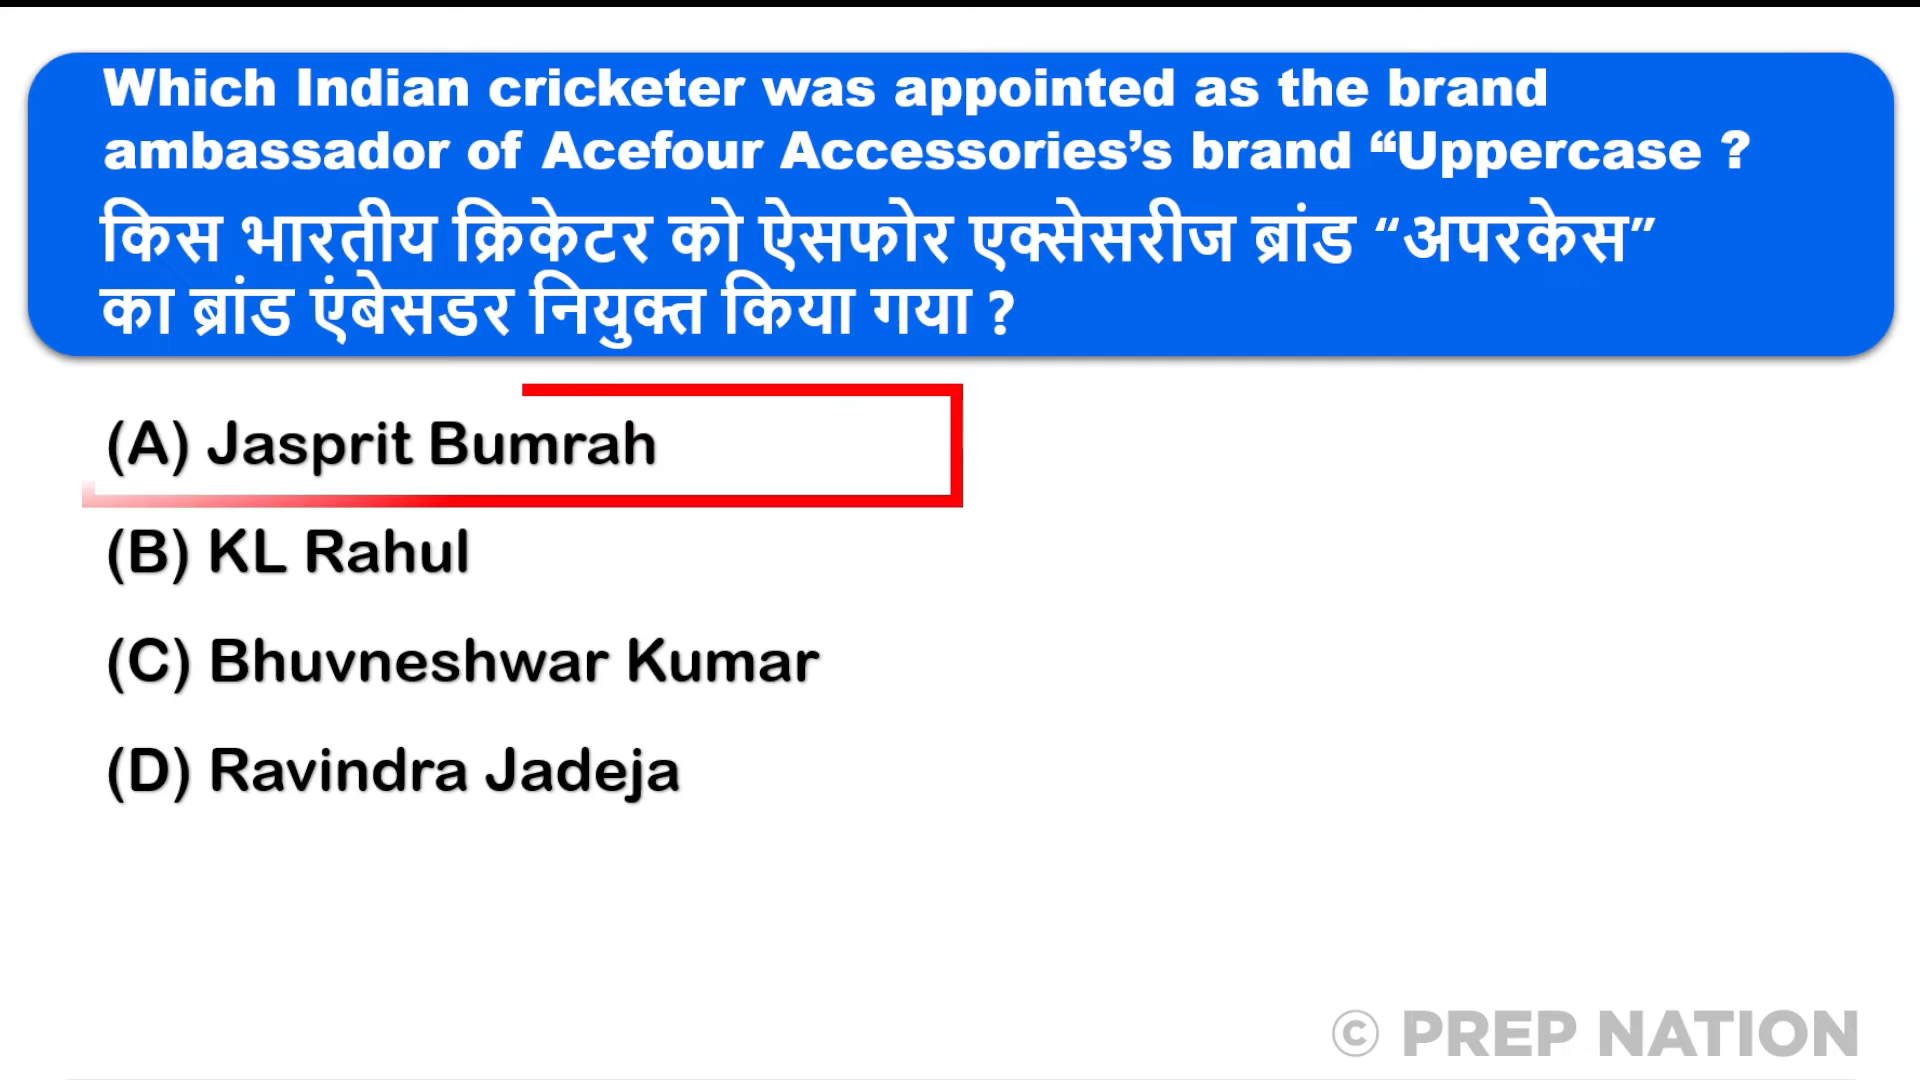 Which Indian cricketer was appointed as the brand
ambassador of Acefour Accessories’s brand “Uppercase ?
किस भारतीय क्रिकेटर को ऐसफोर एक्सेसरीज ब्रांड “अपरकेस”
का ब्रांड एंबेसडर नियुक्त किया गया ?
(A) Jasprit Bumrah
(B) KL Rahul
(C) Bhuvneshwar Kumar
(D) Ravindra Jadeja
© PREP NATION